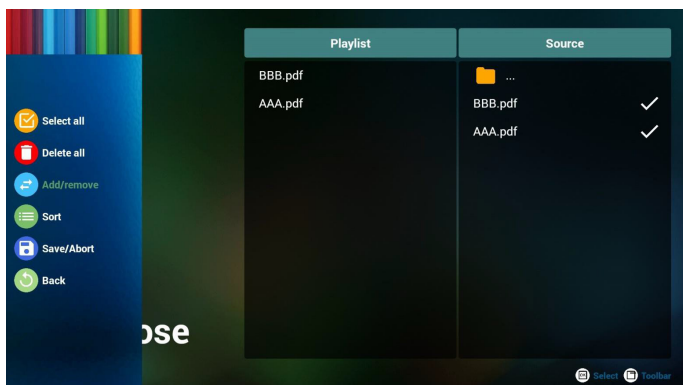 Playlist
Source
BBB.pdf
AAA.pdf
...
BBB.pdf
AAA.pdf
Select all
Delete all
Add/remove
Sort
Save/Abort
Back
ose
OK Select Toolbar